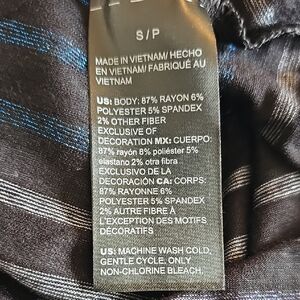 S/P
MADE IN VIETNAM/ HECHO
EN VIETNAM/ FABRIQUÉ AU
VIETNAM
US: BODY: 87% RAYON 6%
POLYESTER 5% SPANDEX
2% OTHER FIBER
EXCLUSIVE OF
DECORATION MX: CUERPO:
87% rayón 6% poliéster 5%
elastano 2% otra fibra
EXCLUSIVO DE LA
DECORACIÓN CA: CORPS:
87% RAYONNE 6%
POLYESTER 5% SPANDEX
2% AUTRE FIBRE À
L'EXCEPTION DES MOTIFS
DÉCORATIFS
US: MACHINE WASH COLD,
GENTLE CYCLE, ONLY
NON-CHLORINE BLEACH,